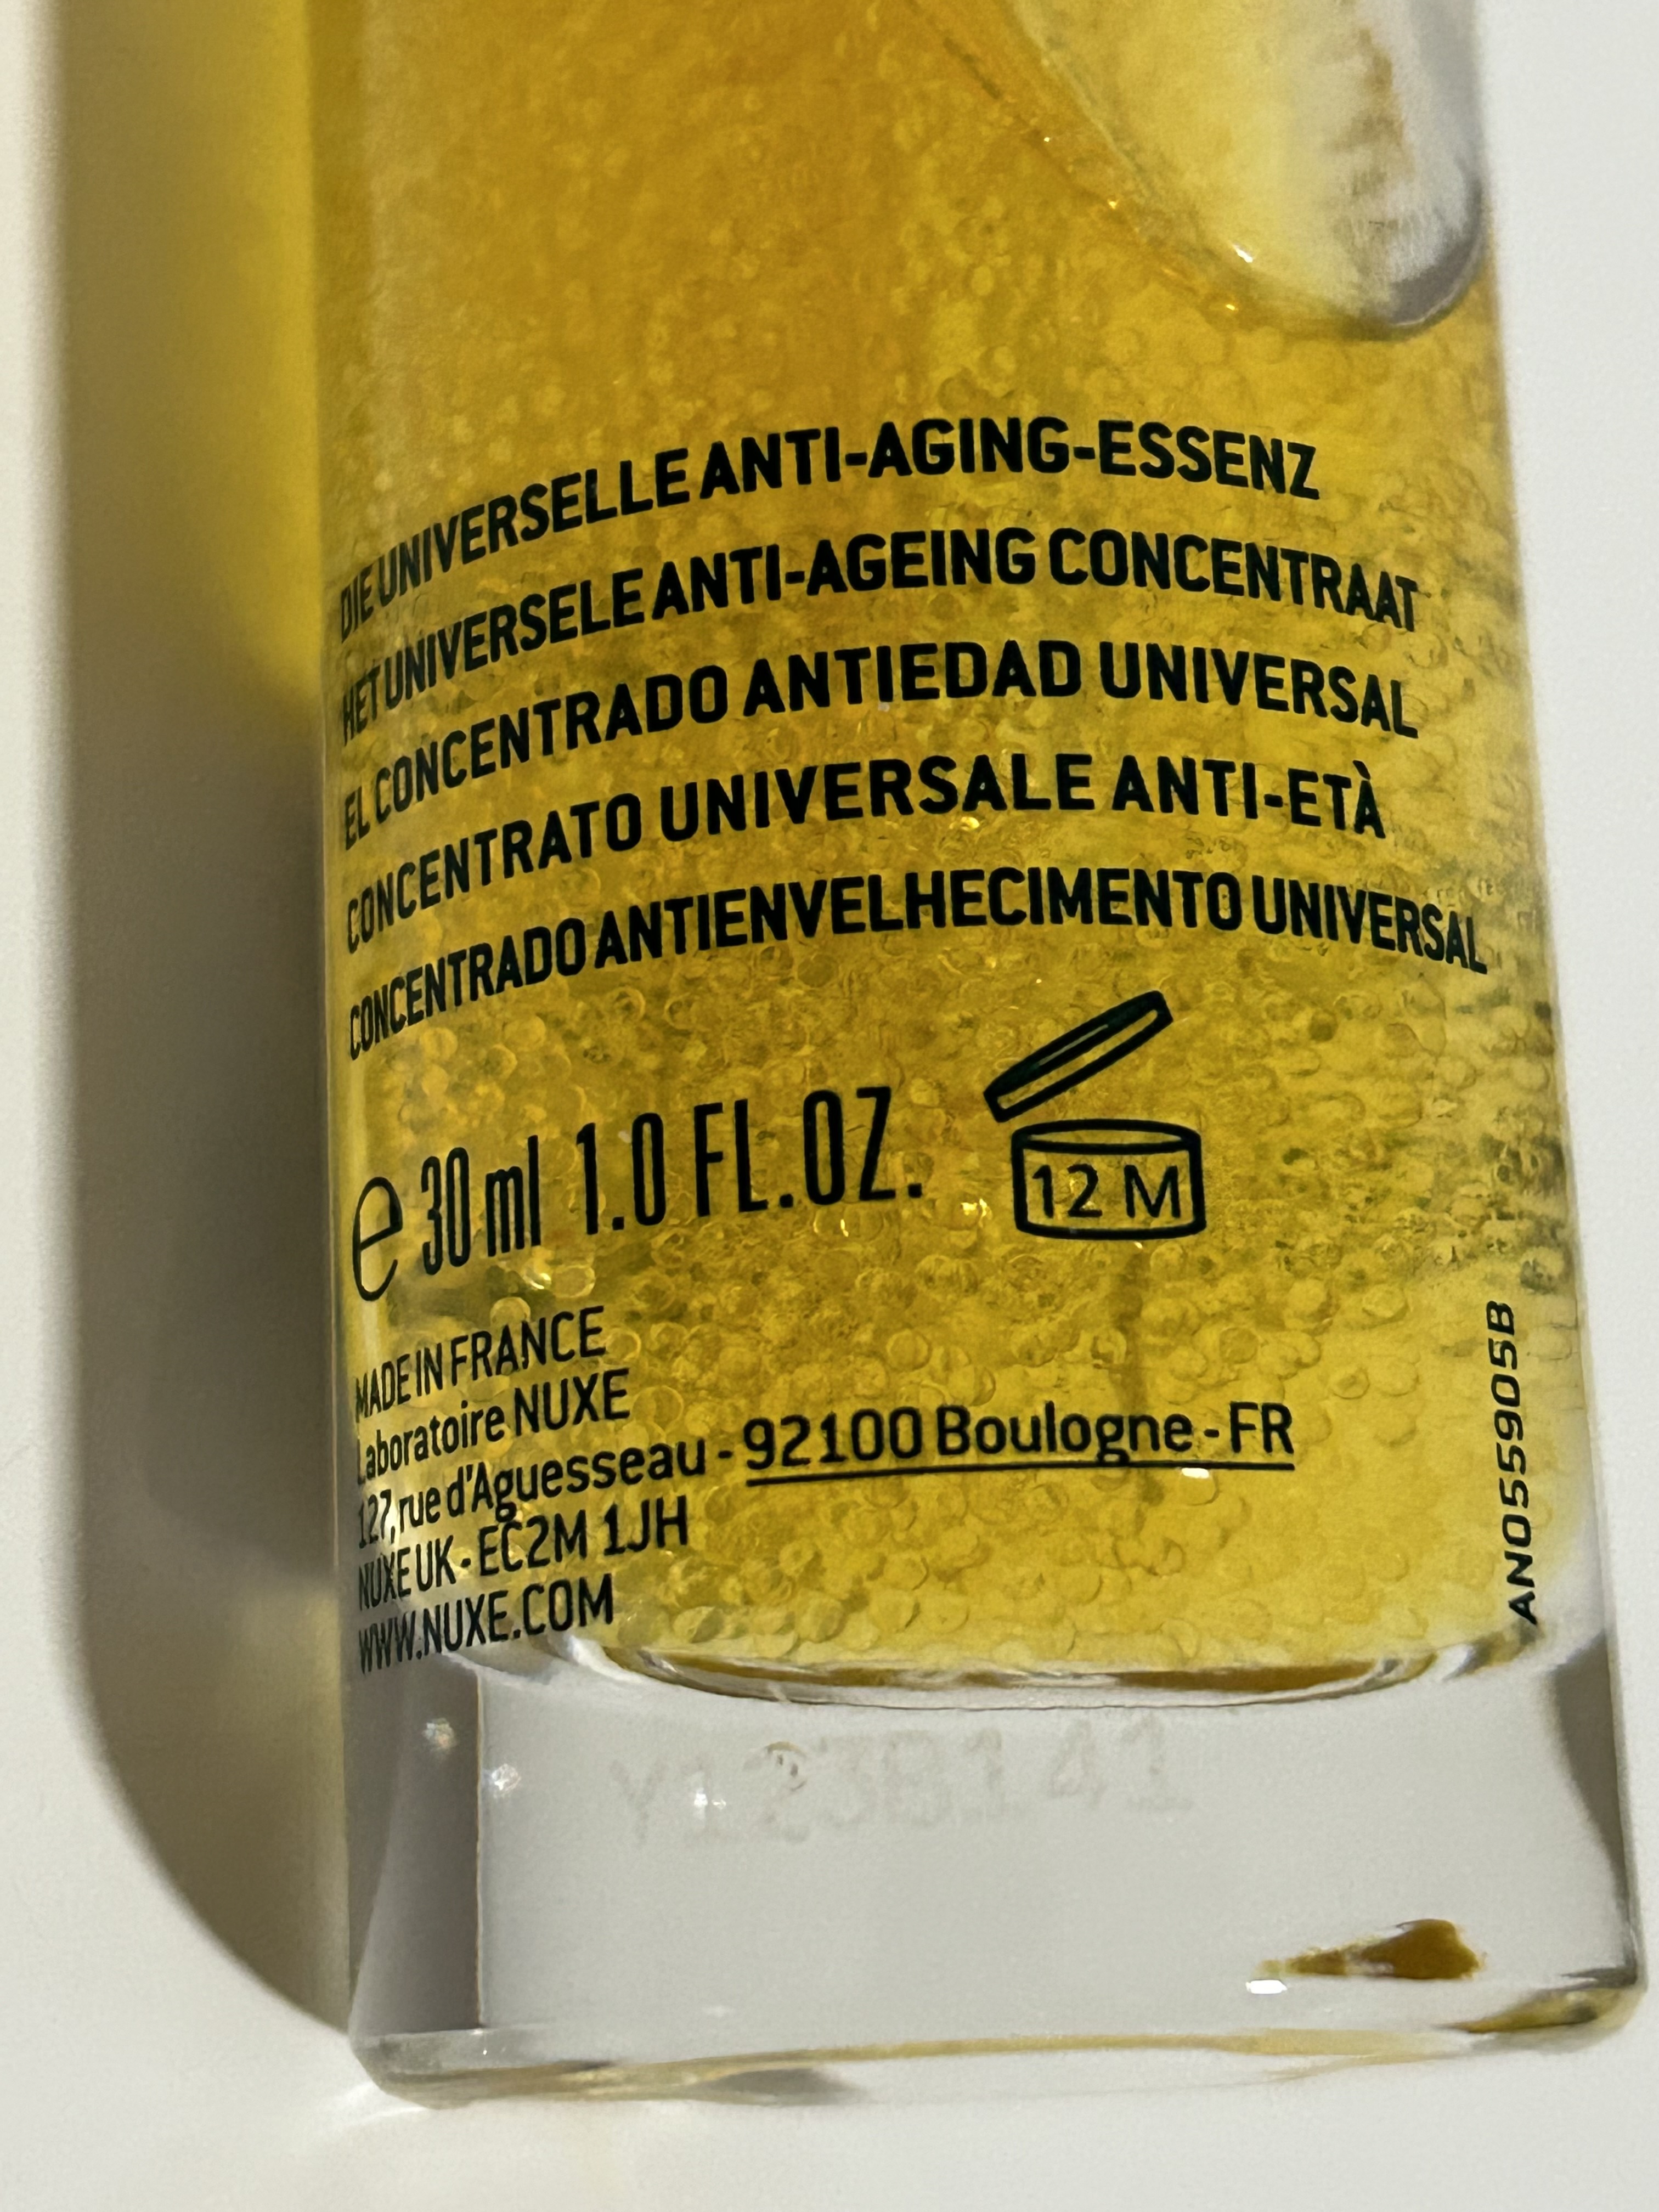 DIE UNIVERSELLE ANTI-AGING-ESSENZ
HET UNIVERSELE ANTI-AGEING CONCENTRAAT
EL CONCENTRADO ANTIEDAD UNIVERSAL
CONCENTRATO UNIVERSALE ANTI-ETÀ
CONCENTRADO ANTIENVELHECIMENTO UNIVERSAL
e 30 ml 1.0 FL.OZ.
12 M
MADE IN FRANCE
Laboratoire NUXE
127, rue d'Aguesseau - 92100 Boulogne - FR
NUXE UK - EC2M 1JH
WWW.NUXE.COM
AN055905B